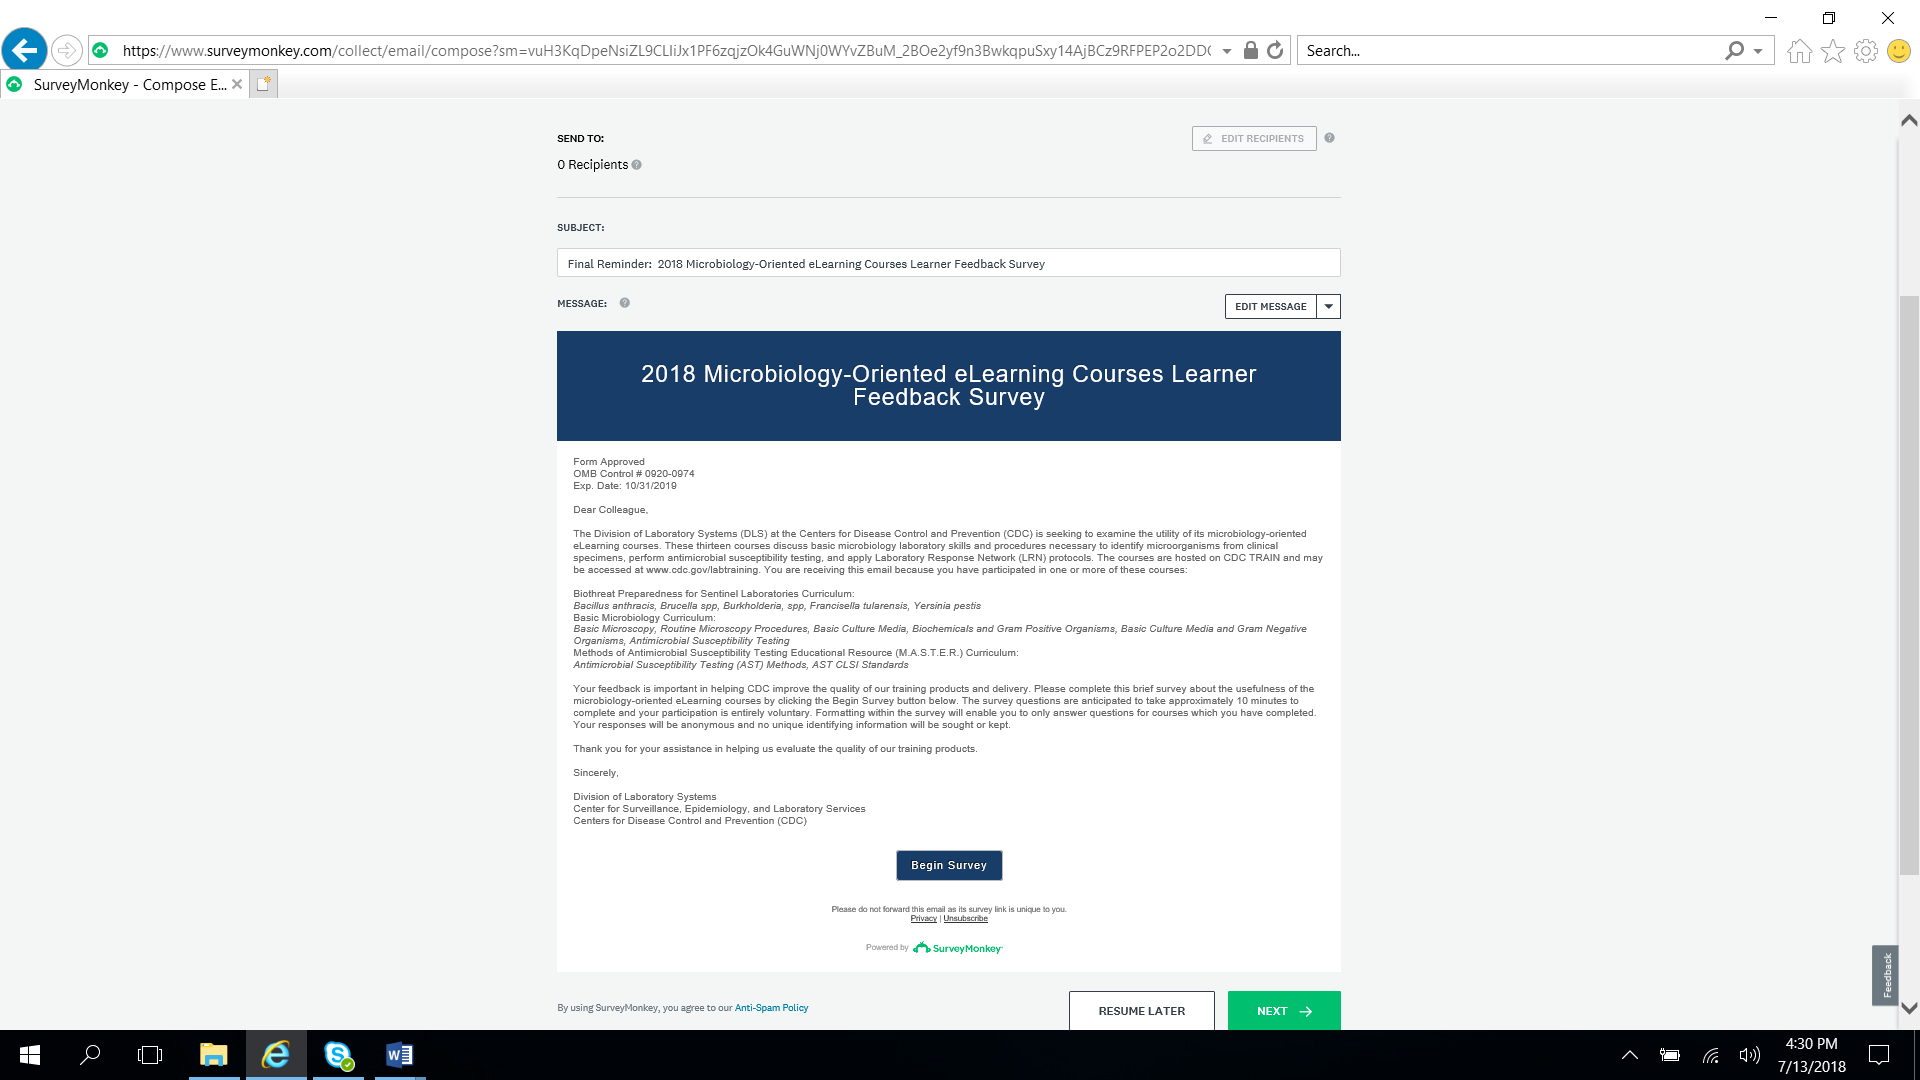 https://www.surveymonkey.com/collect/email/compose?sm=vuH3KqDpeNsiZL9CLIiJx1PF6zqjzOk4GuWNj0WYvZBuM_2BOe2yf9n3BwkqpuSxy14AjBCz9RFPEP2o2DD
Search...
SurveyMonkey - Compose E...
SEND TO:
EDIT RECIPIENTS
0 Recipients
SUBJECT:
Final Reminder: 2018 Microbiology-Oriented eLearning Courses Learner Feedback Survey
MESSAGE:
EDIT MESSAGE
2018 Microbiology-Oriented eLearning Courses Learner
Feedback Survey
Form Approved
OMB Control # 0920-0974
Exp. Date: 10/31/2019
Dear Colleague,
The Division of Laboratory Systems (DLS) at the Centers for Disease Control and Prevention (CDC) is seeking to examine the utility of its microbiology-oriented
eLearning courses. These thirteen courses discuss basic microbiology laboratory skills and procedures necessary to identify microorganisms from clinical
specimens, perform antimicrobial susceptibility testing, and apply Laboratory Response Network (LRN) protocols. The courses are hosted on CDC TRAIN and may
be accessed at www.cdc.gov/labtraining. You are receiving this email because you have participated in one or more of these courses:
Biothreat Preparedness for Sentinel Laboratories Curriculum:
Bacillus anthracis, Brucella spp, Burkholderia, spp, Francisella tularensis, Yersinia pestis
Basic Microbiology Curriculum:
Basic Microscopy, Routine Microscopy Procedures, Basic Culture Media, Biochemicals and Gram Positive Organisms, Basic Culture Media and Gram Negative
Organisms, Antimicrobial Susceptibility Testing
Methods of Antimicrobial Susceptibility Testing Educational Resource (M.A.S.T.E.R.) Curriculum:
Antimicrobial Susceptibility Testing (AST) Methods, AST CLSI Standards
Your feedback is important in helping CDC improve the quality of our training products and delivery. Please complete this brief survey about the usefulness of the
microbiology-oriented eLearning courses by clicking the Begin Survey button below. The survey questions are anticipated to take approximately 10 minutes to
complete and your participation is entirely voluntary. Formatting within the survey will enable you to only answer questions for courses which you have completed.
Your responses will be anonymous and no unique identifying information will be sought or kept.
Thank you for your assistance in helping us evaluate the quality of our training products.
Sincerely,
Division of Laboratory Systems
Center for Surveillance, Epidemiology, and Laboratory Services
Centers for Disease Control and Prevention (CDC)
Begin Survey
Please do not forward this email as its survey link is unique to you.
Privacy | Unsubscribe
Powered by SurveyMonkey
Feedback
By using SurveyMonkey, you agree to our Anti-Spam Policy
RESUME LATER
NEXT
4:30 PM
7/13/2018